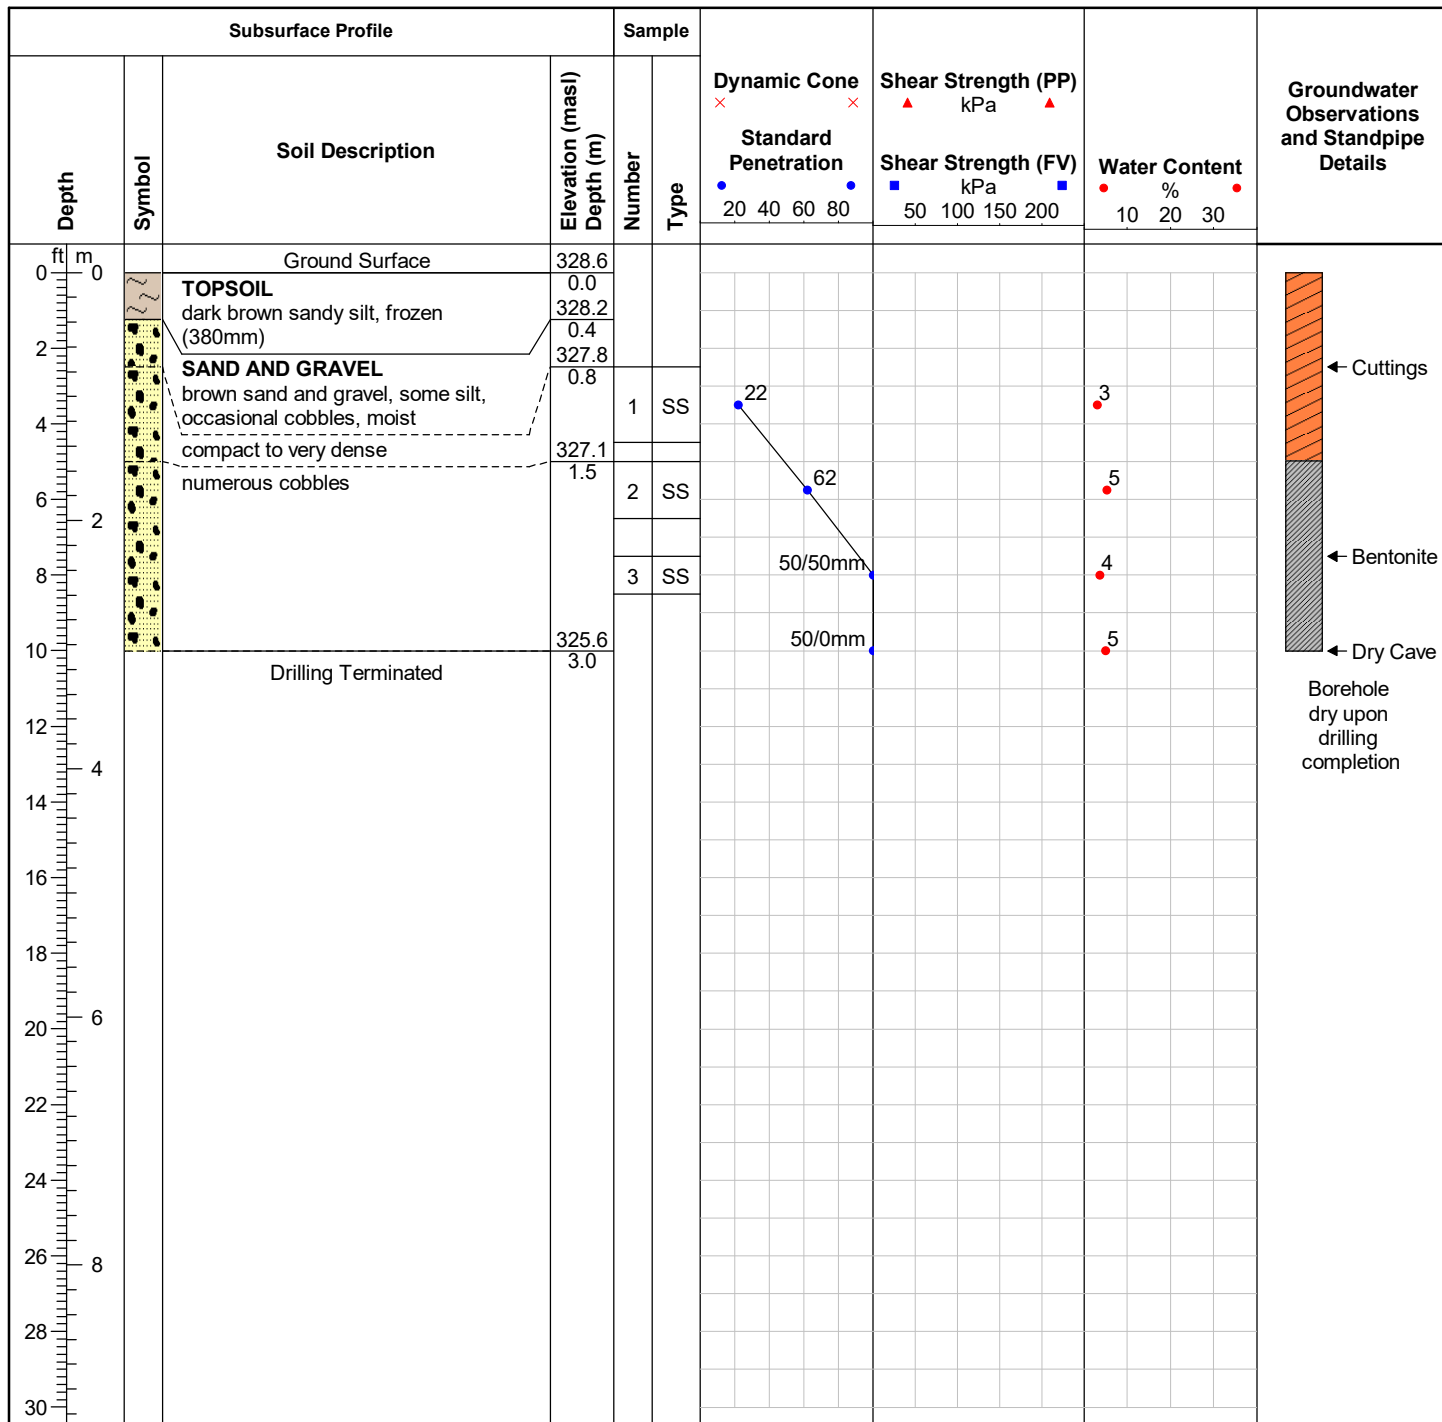 Subsurface Profile
Sample
Depth
Symbol
Soil Description
Elevation (masl)
Depth (m)
Number
Type
Dynamic Cone
Standard
Penetration
20 40 60 80
Shear Strength (PP)
kPa
Shear Strength (FV)
kPa
50 100 150 200
Water Content
%
10 20 30
Groundwater
Observations
and Standpipe
Details
ft m
Ground Surface
328.6
0 0
0.0
TOPSOIL
dark brown sandy silt, frozen
(380mm)
328.2
0.4
2
327.8
0.8
SAND AND GRAVEL
brown sand and gravel, some silt,
occasional cobbles, moist
Cuttings
1 SS
22
3
4
compact to very dense
327.1
1.5
numerous cobbles
2 SS
62
5
6
2
50/50mm
Bentonite
8
3 SS
4
10
325.6
3.0
50/0mm
5
Dry Cave
Drilling Terminated
Borehole
dry upon
drilling
completion
12
4
14
16
18
6
20
22
24
26
8
28
30